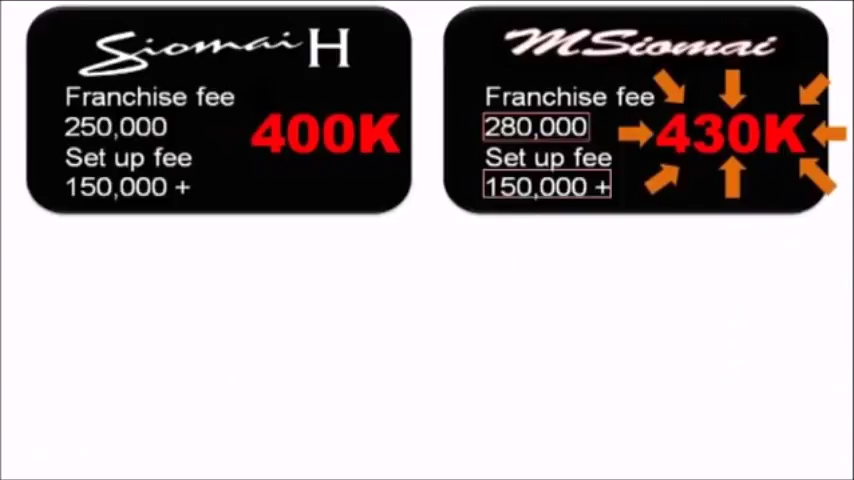 Siomai H
Franchise fee
250,000
400K
Set up fee
150,000 +
MSiomai
Franchise fee
280,000
430K
Set up fee
150,000 +